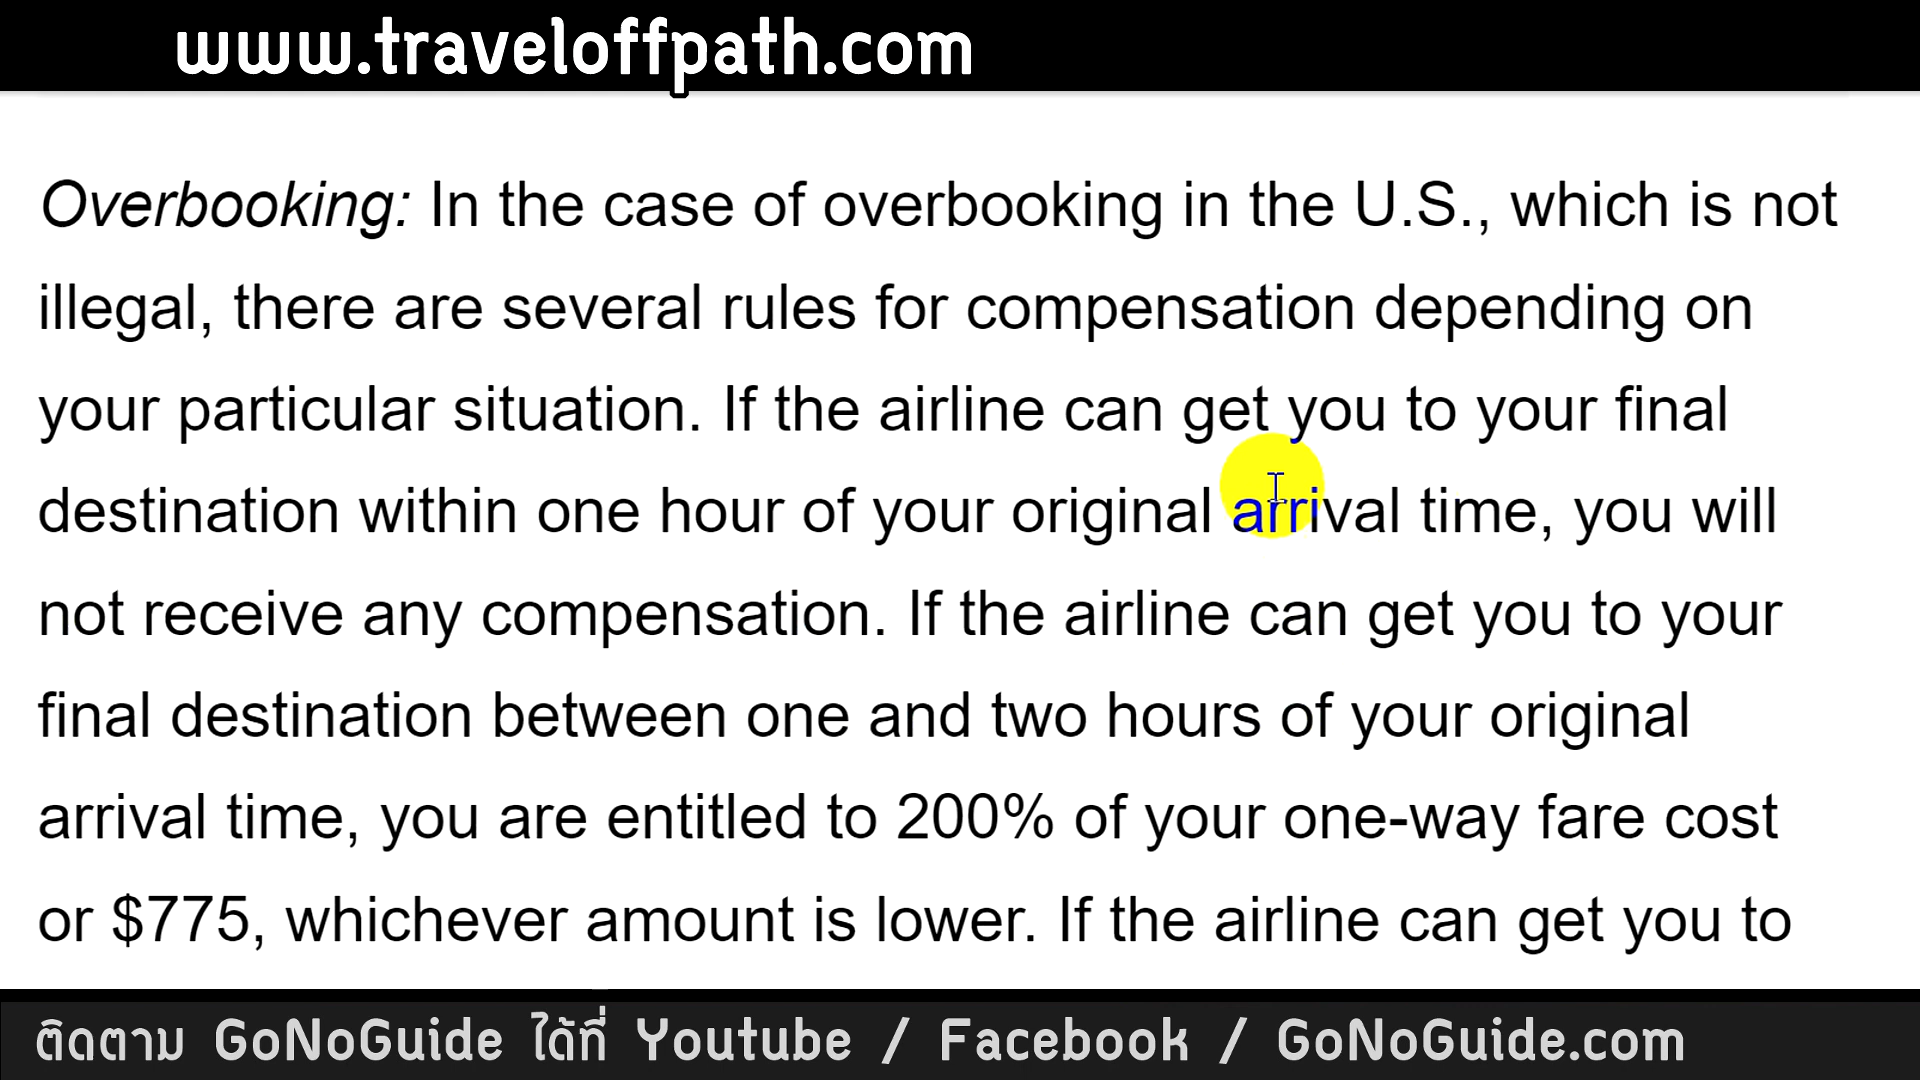 www.traveloffpath.com
Overbooking: In the case of overbooking in the U.S., which is not
illegal, there are several rules for compensation depending on
your particular situation. If the airline can get you to your final
destination within one hour of your original arrival time, you will
not receive any compensation. If the airline can get you to your
final destination between one and two hours of your original
arrival time, you are entitled to 200% of your one-way fare cost
or $775, whichever amount is lower. If the airline can get you to
ติดตาม GoNoGuide ได้ที่ Youtube / Facebook / GoNoGuide.com